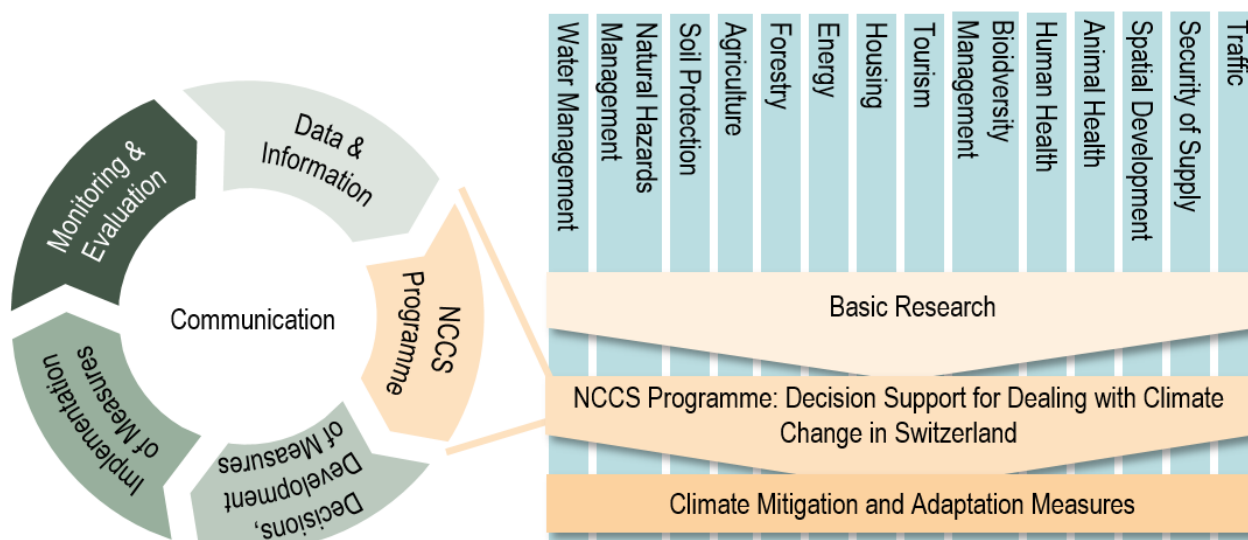 Data &
Information
NCCS
Programme
Decisions,
Development
of Measures
Implementation
of Measures
Monitoring &
Evaluation
Communication
Water Management
Natural Hazards
Management
Soil Protection
Agriculture
Forestry
Energy
Housing
Tourism
Bioidversity
Management
Human Health
Animal Health
Spatial Development
Security of Supply
Traffic
Basic Research
NCCS Programme: Decision Support for Dealing with Climate
Change in Switzerland
Climate Mitigation and Adaptation Measures